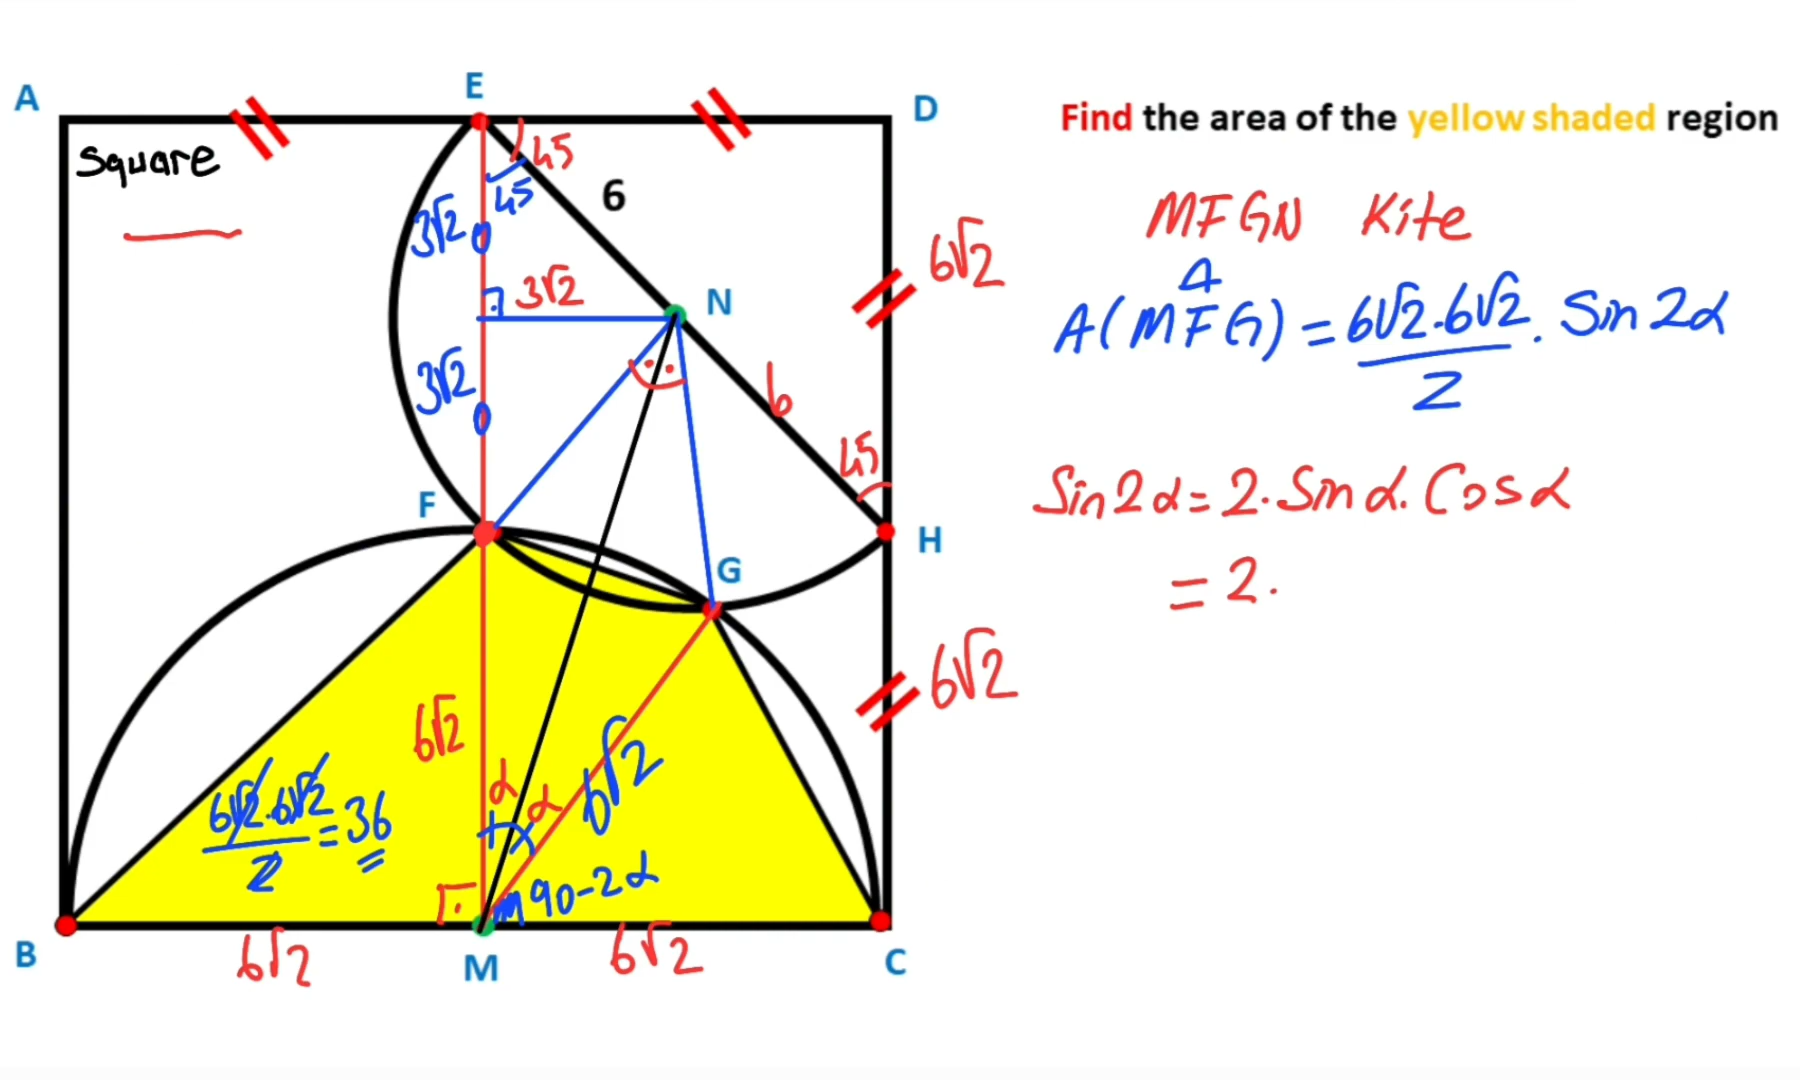 A
E
D
Find the area of the yellow shaded region
Square
45
45
6
MFGN Kite
3√2
6√2
3√2
N
A(MFG) = 6√2.6√2/2 . Sin 2α
3√2
6
45
Sin 2α = 2. Sin α. Cos α
F
H
G
= 2.
6√2
6√2
α
α
6√2
6√2.6√2/2 = 36
90-2α
B
6√2
M
6√2
C